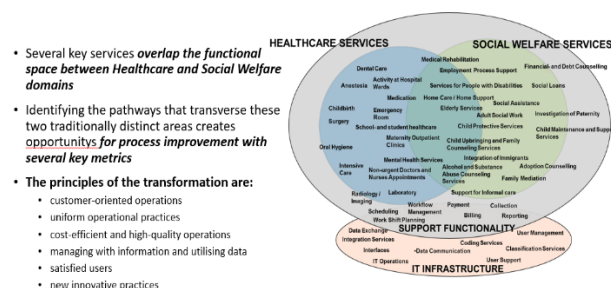 Several key services overlap the functional
space between Healthcare and Social Welfare
domains
Identifying the pathways that transverse these
two traditionally distinct areas creates
opportunitys for process improvement with
several key metrics
The principles of the transformation are:
customer-oriented operations
uniform operational practices
cost-efficient and high-quality operations
managing with information and utilising data
satisfied users
new innovative practices
HEALTHCARE SERVICES
SOCIAL WELFARE SERVICES
Medical Rehabilitation
Dental Care
Employment Process Support
Financial- and Debt Counselling
Activity at Hospital
Wards
Anestesia
Services for People with Disabilities
Social Loans
Medication
Home Care / Home Support
Social Assistance
Childbirth
Emergency
Room
Elderly Services
Adult Social Work
Investigation of Paternity
Surgery
School- and student healthcare
Child Protective Services
Child Maintenance and Support
Services
Maternity Outpatient
Clinics
Oral Hygiene
Child Upbringing and Family
Counseling Services
Mental Health Services
Integration of Immigrants
Intensive
Care
Non-urgent Doctors and
Nurses Appointments
Alcohol and Substance
Abuse Counseling
Services
Adoption Counselling
Family Mediation
Radiology /
Imaging
Laboratory
Support for Informal care
Workflow
Management
Payment
Collection
Scheduling
Work Shift Planning
Billing
Reporting
SUPPORT FUNCTIONALITY
Data Exchange
Integration Services
Coding Services
User Management
Interfaces
-Data Communication
Classification Services
IT Operations
User Support
IT INFRASTRUCTURE